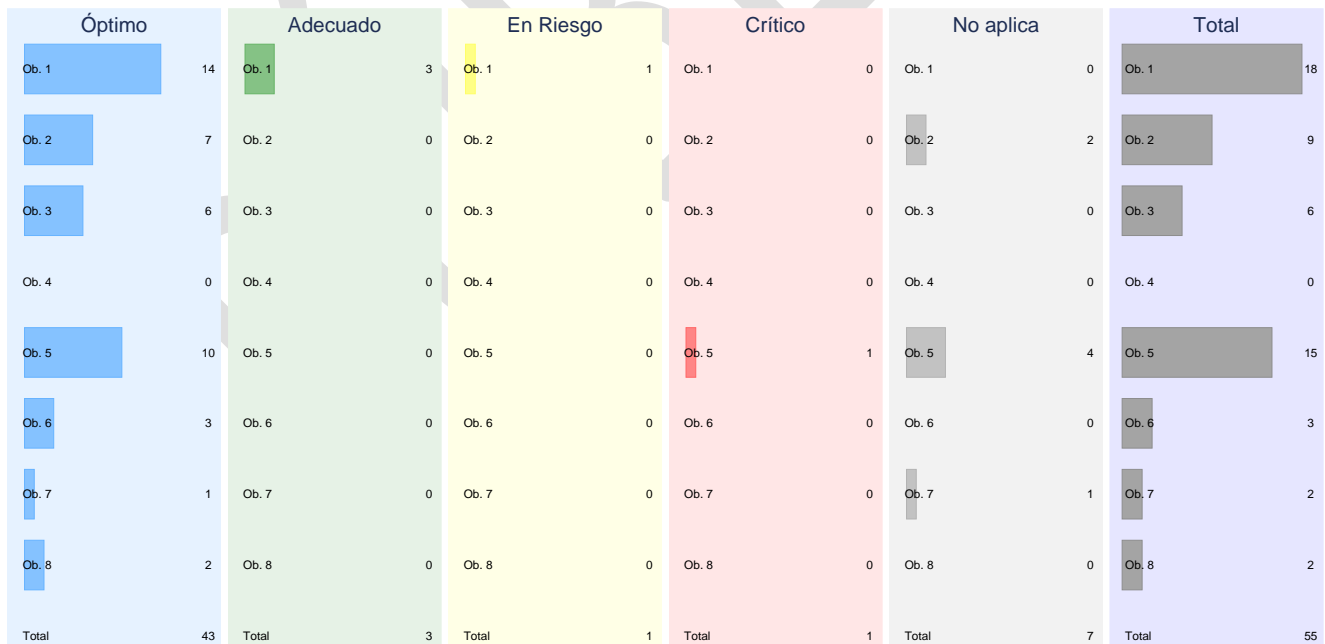 Óptimo Adecuado En Riesgo Crítico No aplica Total
Ob. 1 14 Ob. 1 3 Ob. 1 1 Ob. 1 0 Ob. 1 0 Ob. 1 18
Ob. 2 7 Ob. 2 0 Ob. 2 0 Ob. 2 0 Ob. 2 2 Ob. 2 9
Ob. 3 6 Ob. 3 0 Ob. 3 0 Ob. 3 0 Ob. 3 0 Ob. 3 6
Ob. 4 0 Ob. 4 0 Ob. 4 0 Ob. 4 0 Ob. 4 0 Ob. 4 0
Ob. 5 10 Ob. 5 0 Ob. 5 0 Ob. 5 1 Ob. 5 4 Ob. 5 15
Ob. 6 3 Ob. 6 0 Ob. 6 0 Ob. 6 0 Ob. 6 0 Ob. 6 3
Ob. 7 1 Ob. 7 0 Ob. 7 0 Ob. 7 0 Ob. 7 1 Ob. 7 2
Ob. 8 2 Ob. 8 0 Ob. 8 0 Ob. 8 0 Ob. 8 0 Ob. 8 2
Total 43 Total 3 Total 1 Total 1 Total 7 Total 55